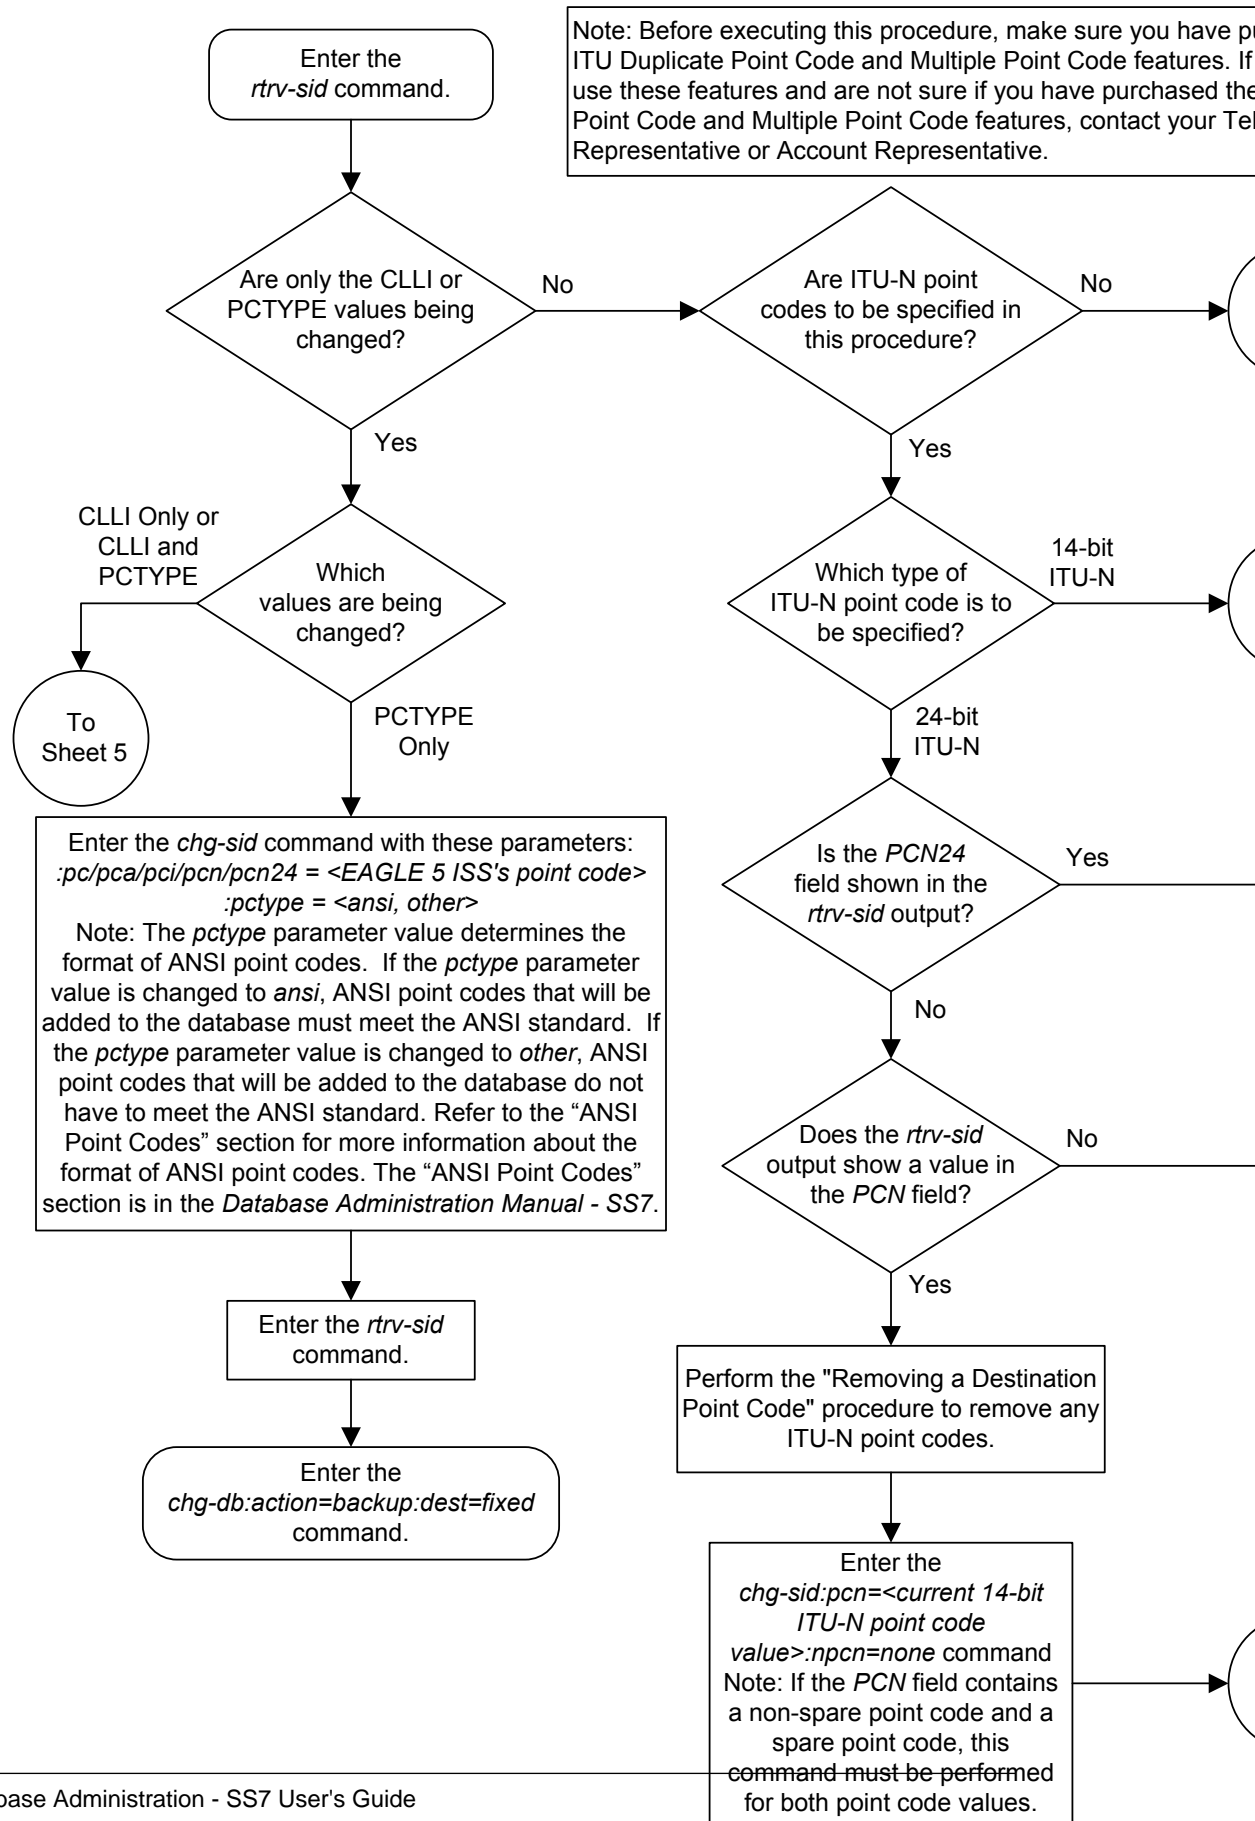 Enter the
rtrv-sid command.
Note: Before executing this procedure, make sure you have
ITU Duplicate Point Code and Multiple Point Code features. If
use these features and are not sure if you have purchased the
Point Code and Multiple Point Code features, contact your
Representative or Account Representative.
Are only the CLLI or
PCTYPE values being
changed?
No
Yes
Are ITU-N point
codes to be specified in
this procedure?
No
Yes
CLLI Only or
CLLI and
PCTYPE
Which
values are being
changed?
To
Sheet 5
PCTYPE
Only
Which type of
ITU-N point code is to
be specified?
14-bit
ITU-N
24-bit
ITU-N
Enter the chg-sid command with these parameters:
:pc/pca/pci/pcn/pcn24 = <EAGLE 5 ISS's point code>
:pctype = <ansi, other>
Note: The pctype parameter value determines the
format of ANSI point codes.  If the pctype parameter
value is changed to ansi, ANSI point codes that will be
added to the database must meet the ANSI standard.  If
the pctype parameter value is changed to other, ANSI
point codes that will be added to the database do not
have to meet the ANSI standard. Refer to the “ANSI
Point Codes” section for more information about the
format of ANSI point codes. The “ANSI Point Codes”
section is in the Database Administration Manual - SS7.
Is the PCN24
field shown in the
rtrv-sid output?
Yes
No
Does the rtrv-sid
output show a value in
the PCN field?
No
Yes
Enter the rtrv-sid
command.
Enter the
chg-db:action=backup:dest=fixed
command.
Perform the "Removing a Destination
Point Code" procedure to remove any
ITU-N point codes.
Enter the
chg-sid:pcn=<current 14-bit
ITU-N point code
value>:npcn=none command
Note: If the PCN field contains
a non-spare point code and a
spare point code, this
command must be performed
for both point code values.
Administration - SS7 User's Guide